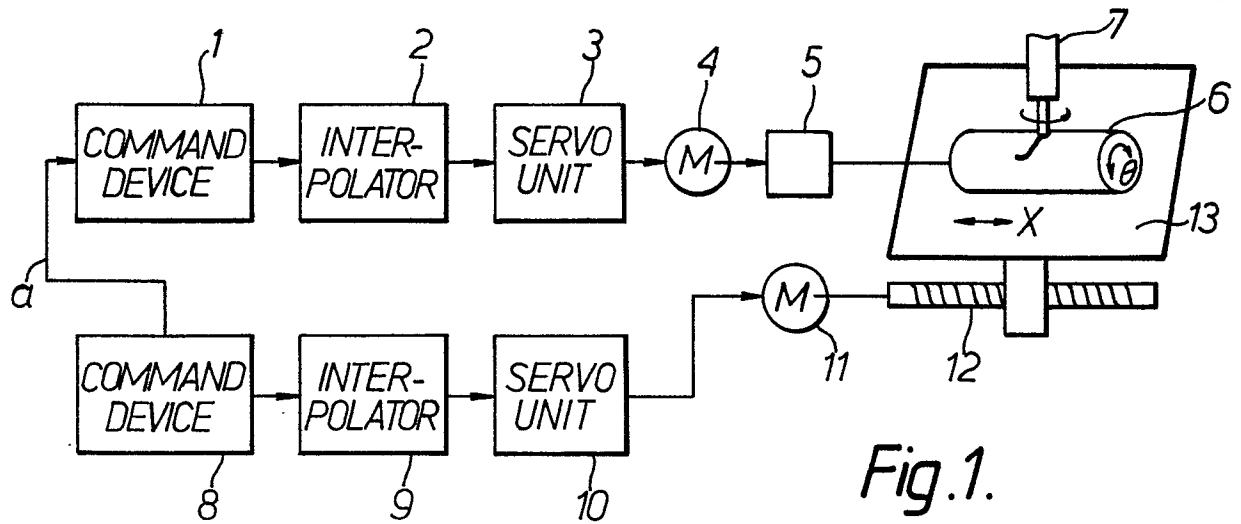 1
2
3
4
5
7
6
COMMAND
DEVICE
INTER-
POLATOR
SERVO
UNIT
M
θ
X
13
a
M
COMMAND
DEVICE
INTER-
POLATOR
SERVO
UNIT
11
12
8
9
10
Fig.1.